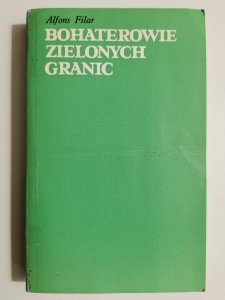 Alfons Filar
BOHATEROWIE
ZIELONYCH
GRANIC